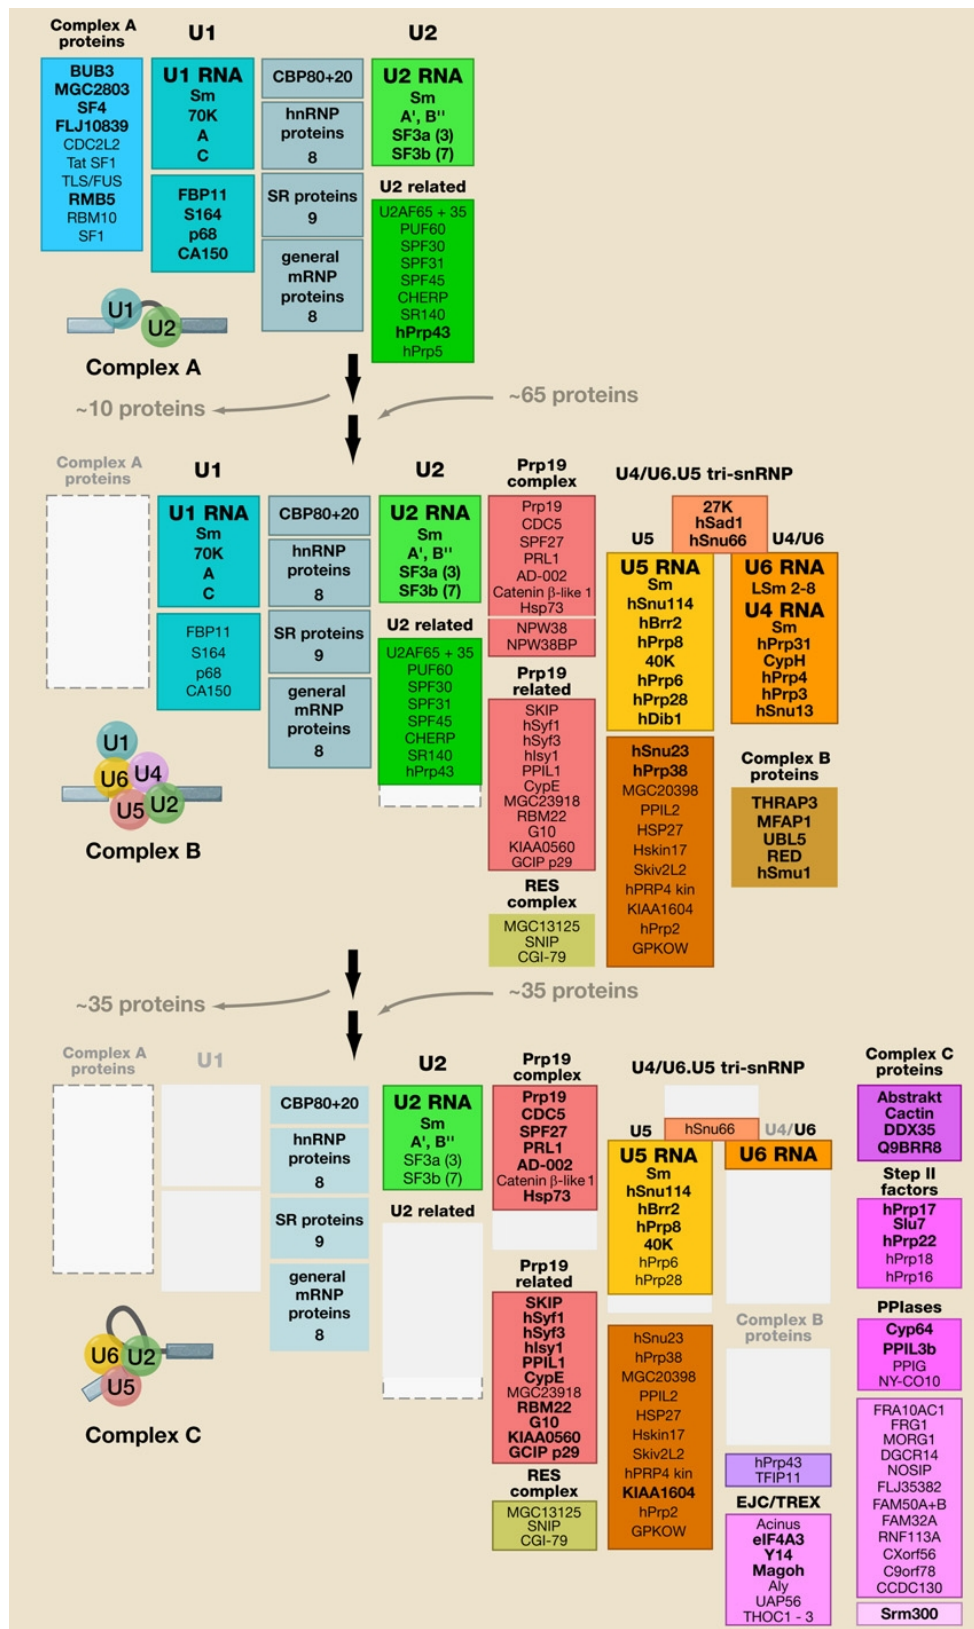 Complex A
proteins
U1
U2
BUB3
MGC2803
SF4
FLJ10839
CDC2L2
Tat SF1
TLS/FUS
RMB5
RBM10
SF1
U1 RNA
Sm
70K
A
C
FBP11
S164
p68
CA150
CBP80+20
hnRNP
proteins
8
SR proteins
9
general
mRNP
proteins
8
U2 RNA
Sm
A', B''
SF3a (3)
SF3b (7)
U2 related
U2AF65 + 35
PUF60
SPF30
SPF31
SPF45
CHERP
SR140
hPrp43
hPrp5
U1
U2
Complex A
~10 proteins
~65 proteins
Complex A
proteins
U1
U2
Prp19
complex
U4/U6.U5 tri-snRNP
U1 RNA
Sm
70K
A
C
FBP11
S164
p68
CA150
CBP80+20
hnRNP
proteins
8
SR proteins
9
general
mRNP
proteins
8
U2 RNA
Sm
A', B''
SF3a (3)
SF3b (7)
U2 related
U2AF65 + 35
PUF60
SPF30
SPF31
SPF45
CHERP
SR140
hPrp43
Prp19
CDC5
SPF27
PRL1
AD-002
Catenin β-like 1
Hsp73
NPW38
NPW38BP
Prp19
related
SKIP
hSyf1
hSyf3
hIsy1
PPIL1
CypE
MGC23918
RBM22
G10
KIAA0560
GCIP p29
RES
complex
MGC13125
SNIP
CGI-79
27K
hSad1
hSnu66
U5
U4/U6
U5 RNA
Sm
hSnu114
hBrr2
hPrp8
40K
hPrp6
hPrp28
hDib1
hSnu23
hPrp38
MGC20398
PPIL2
HSP27
Hskin17
Skiv2L2
hPRP4 kin
KIAA1604
hPrp2
GPKOW
U6 RNA
LSm 2-8
U4 RNA
Sm
hPrp31
CypH
hPrp4
hPrp3
hSnu13
Complex B
proteins
THRAP3
MFAP1
UBL5
RED
hSmu1
U1
U6
U4
U5
U2
Complex B
~35 proteins
~35 proteins
Complex A
proteins
U1
U2
Prp19
complex
U4/U6.U5 tri-snRNP
Complex C
proteins
CBP80+20
hnRNP
proteins
8
SR proteins
9
general
mRNP
proteins
8
U2 RNA
Sm
A', B''
SF3a (3)
SF3b (7)
U2 related
Prp19
CDC5
SPF27
PRL1
AD-002
Catenin β-like 1
Hsp73
Prp19
related
SKIP
hSyf1
hSyf3
hIsy1
PPIL1
CypE
MGC23918
RBM22
G10
KIAA0560
GCIP p29
RES
complex
MGC13125
SNIP
CGI-79
U5
hSnu66
U4/U6
U5 RNA
Sm
hSnu114
hBrr2
hPrp8
40K
hPrp6
hPrp28
hSnu23
hPrp38
MGC20398
PPIL2
HSP27
Hskin17
Skiv2L2
hPRP4 kin
KIAA1604
hPrp2
GPKOW
U6 RNA
Complex B
proteins
hPrp43
TFIP11
EJC/TREX
Acinus
eIF4A3
Y14
Magoh
Aly
UAP56
THOC1 - 3
Abstrakt
Cactin
DDX35
Q9BRR8
Step II
factors
hPrp17
Slu7
hPrp22
hPrp18
hPrp16
PPIases
Cyp64
PPIL3b
PPIG
NY-CO10
FRA10AC1
FRG1
MORG1
DGCR14
NOSIP
FLJ35382
FAM50A+B
FAM32A
RNF113A
CXorf56
C9orf78
CCDC130
Srm300
U6
U2
U5
Complex C